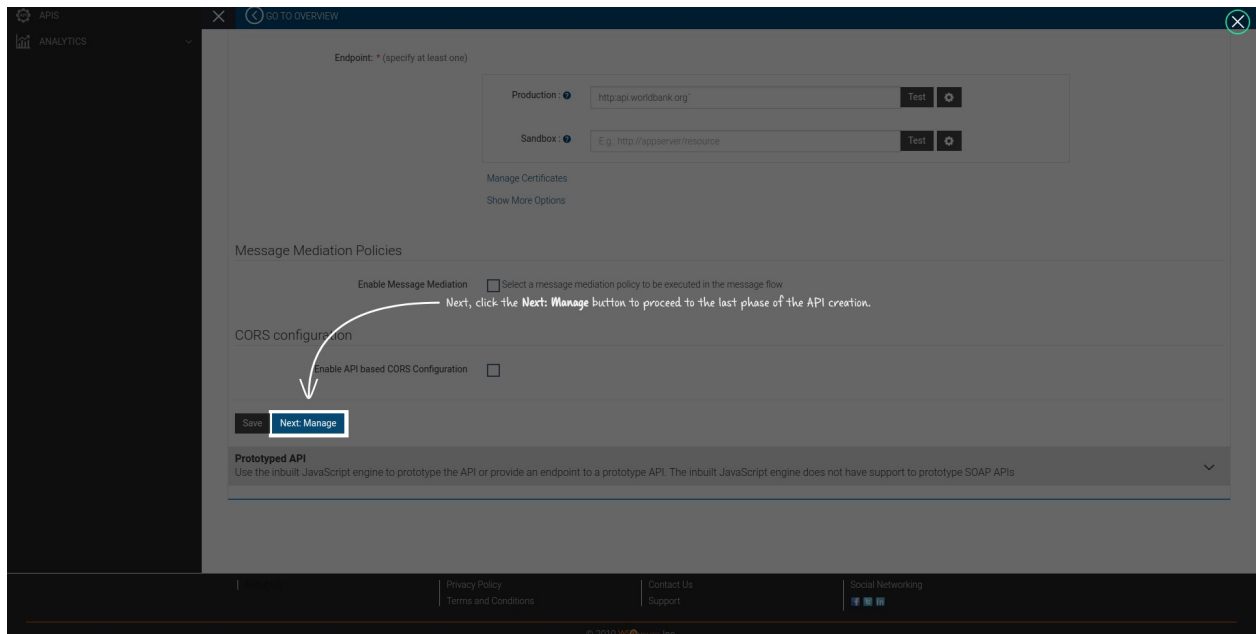 APIS
GO TO OVERVIEW
ANALYTICS
Endpoint: * (specify at least one)
Production : http:api.worldbank.org` Test
Sandbox : E.g.: http://appserver/resource Test
Manage Certificates
Show More Options
Message Mediation Policies
Enable Message Mediation Select a message mediation policy to be executed in the message flow
Next, click the Next: Manage button to proceed to the last phase of the API creation.
CORS configuration
Enable API based CORS Configuration
Save Next: Manage
Prototyped API
Use the inbuilt JavaScript engine to prototype the API or provide an endpoint to a prototype API. The inbuilt JavaScript engine does not have support to prototype SOAP APIs
Privacy Policy Contact Us Social Networking
Terms and Conditions Support
© 2019